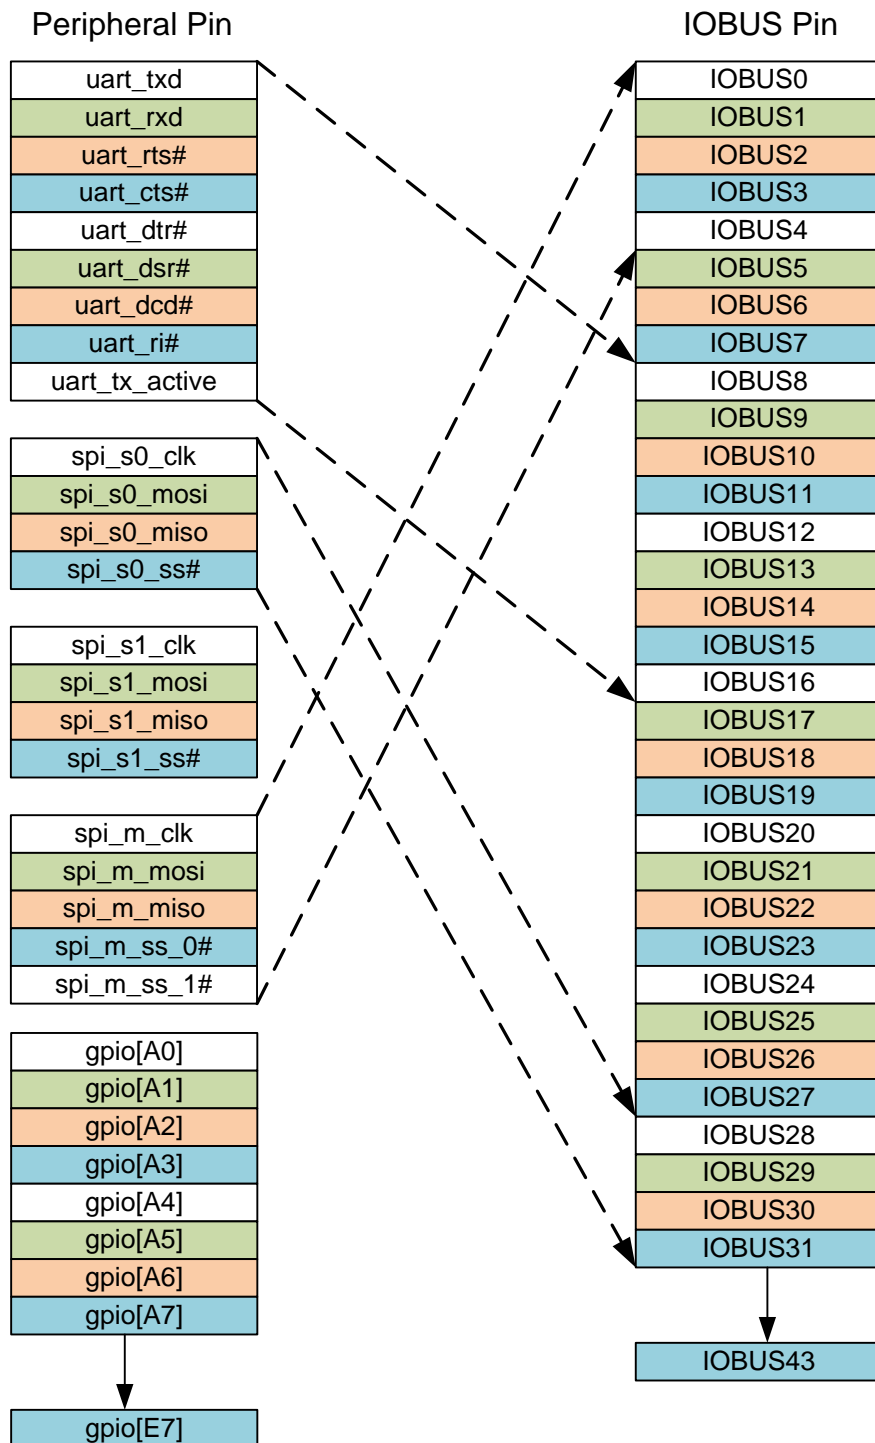 Peripheral Pin
uart_txd
uart_rxd
uart_rts#
uart_cts#
uart_dtr#
uart_dsr#
uart_dcd#
uart_ri#
uart_tx_active
spi_s0_clk
spi_s0_mosi
spi_s0_miso
spi_s0_ss#
spi_s1_clk
spi_s1_mosi
spi_s1_miso
spi_s1_ss#
spi_m_clk
spi_m_mosi
spi_m_miso
spi_m_ss_0#
spi_m_ss_1#
gpio[A0]
gpio[A1]
gpio[A2]
gpio[A3]
gpio[A4]
gpio[A5]
gpio[A6]
gpio[A7]
gpio[E7]
IOBUS Pin
IOBUS0
IOBUS1
IOBUS2
IOBUS3
IOBUS4
IOBUS5
IOBUS6
IOBUS7
IOBUS8
IOBUS9
IOBUS10
IOBUS11
IOBUS12
IOBUS13
IOBUS14
IOBUS15
IOBUS16
IOBUS17
IOBUS18
IOBUS19
IOBUS20
IOBUS21
IOBUS22
IOBUS23
IOBUS24
IOBUS25
IOBUS26
IOBUS27
IOBUS28
IOBUS29
IOBUS30
IOBUS31
IOBUS43